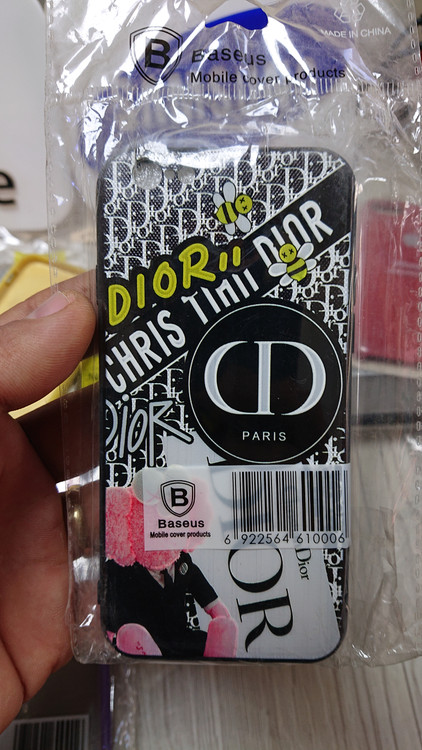 B
Baseus
Mobile cover products
MADE IN CHINA
e
DIOR
CHRIS TIAN DIOR
DIOR
CD
PARIS
B
Baseus
Mobile cover products
6 922564 610006
Dior
DIOR